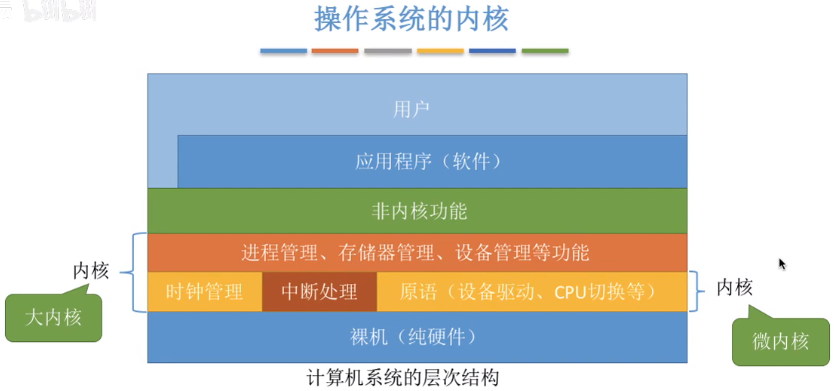 bilibili
操作系统的内核
用户
应用程序（软件）
非内核功能
进程管理、存储器管理、设备管理等功能
内核
时钟管理
中断处理
原语（设备驱动、CPU切换等）
内核
大内核
裸机（纯硬件）
微内核
计算机系统的层次结构